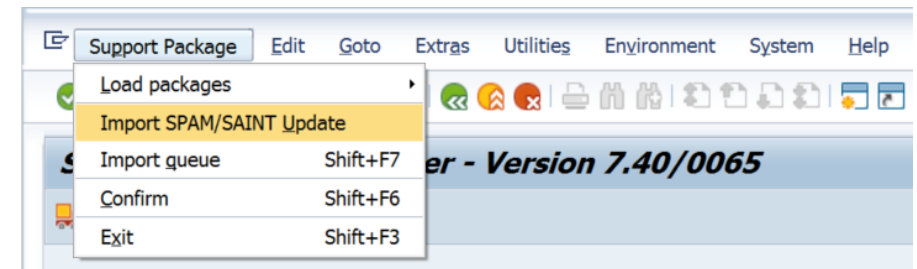 Support Package Edit Goto Extras Utilities Environment System Help
Load packages
Import SPAM/SAINT Update
Import queue Shift+F7
er - Version 7.40/0065
Confirm Shift+F6
Exit Shift+F3